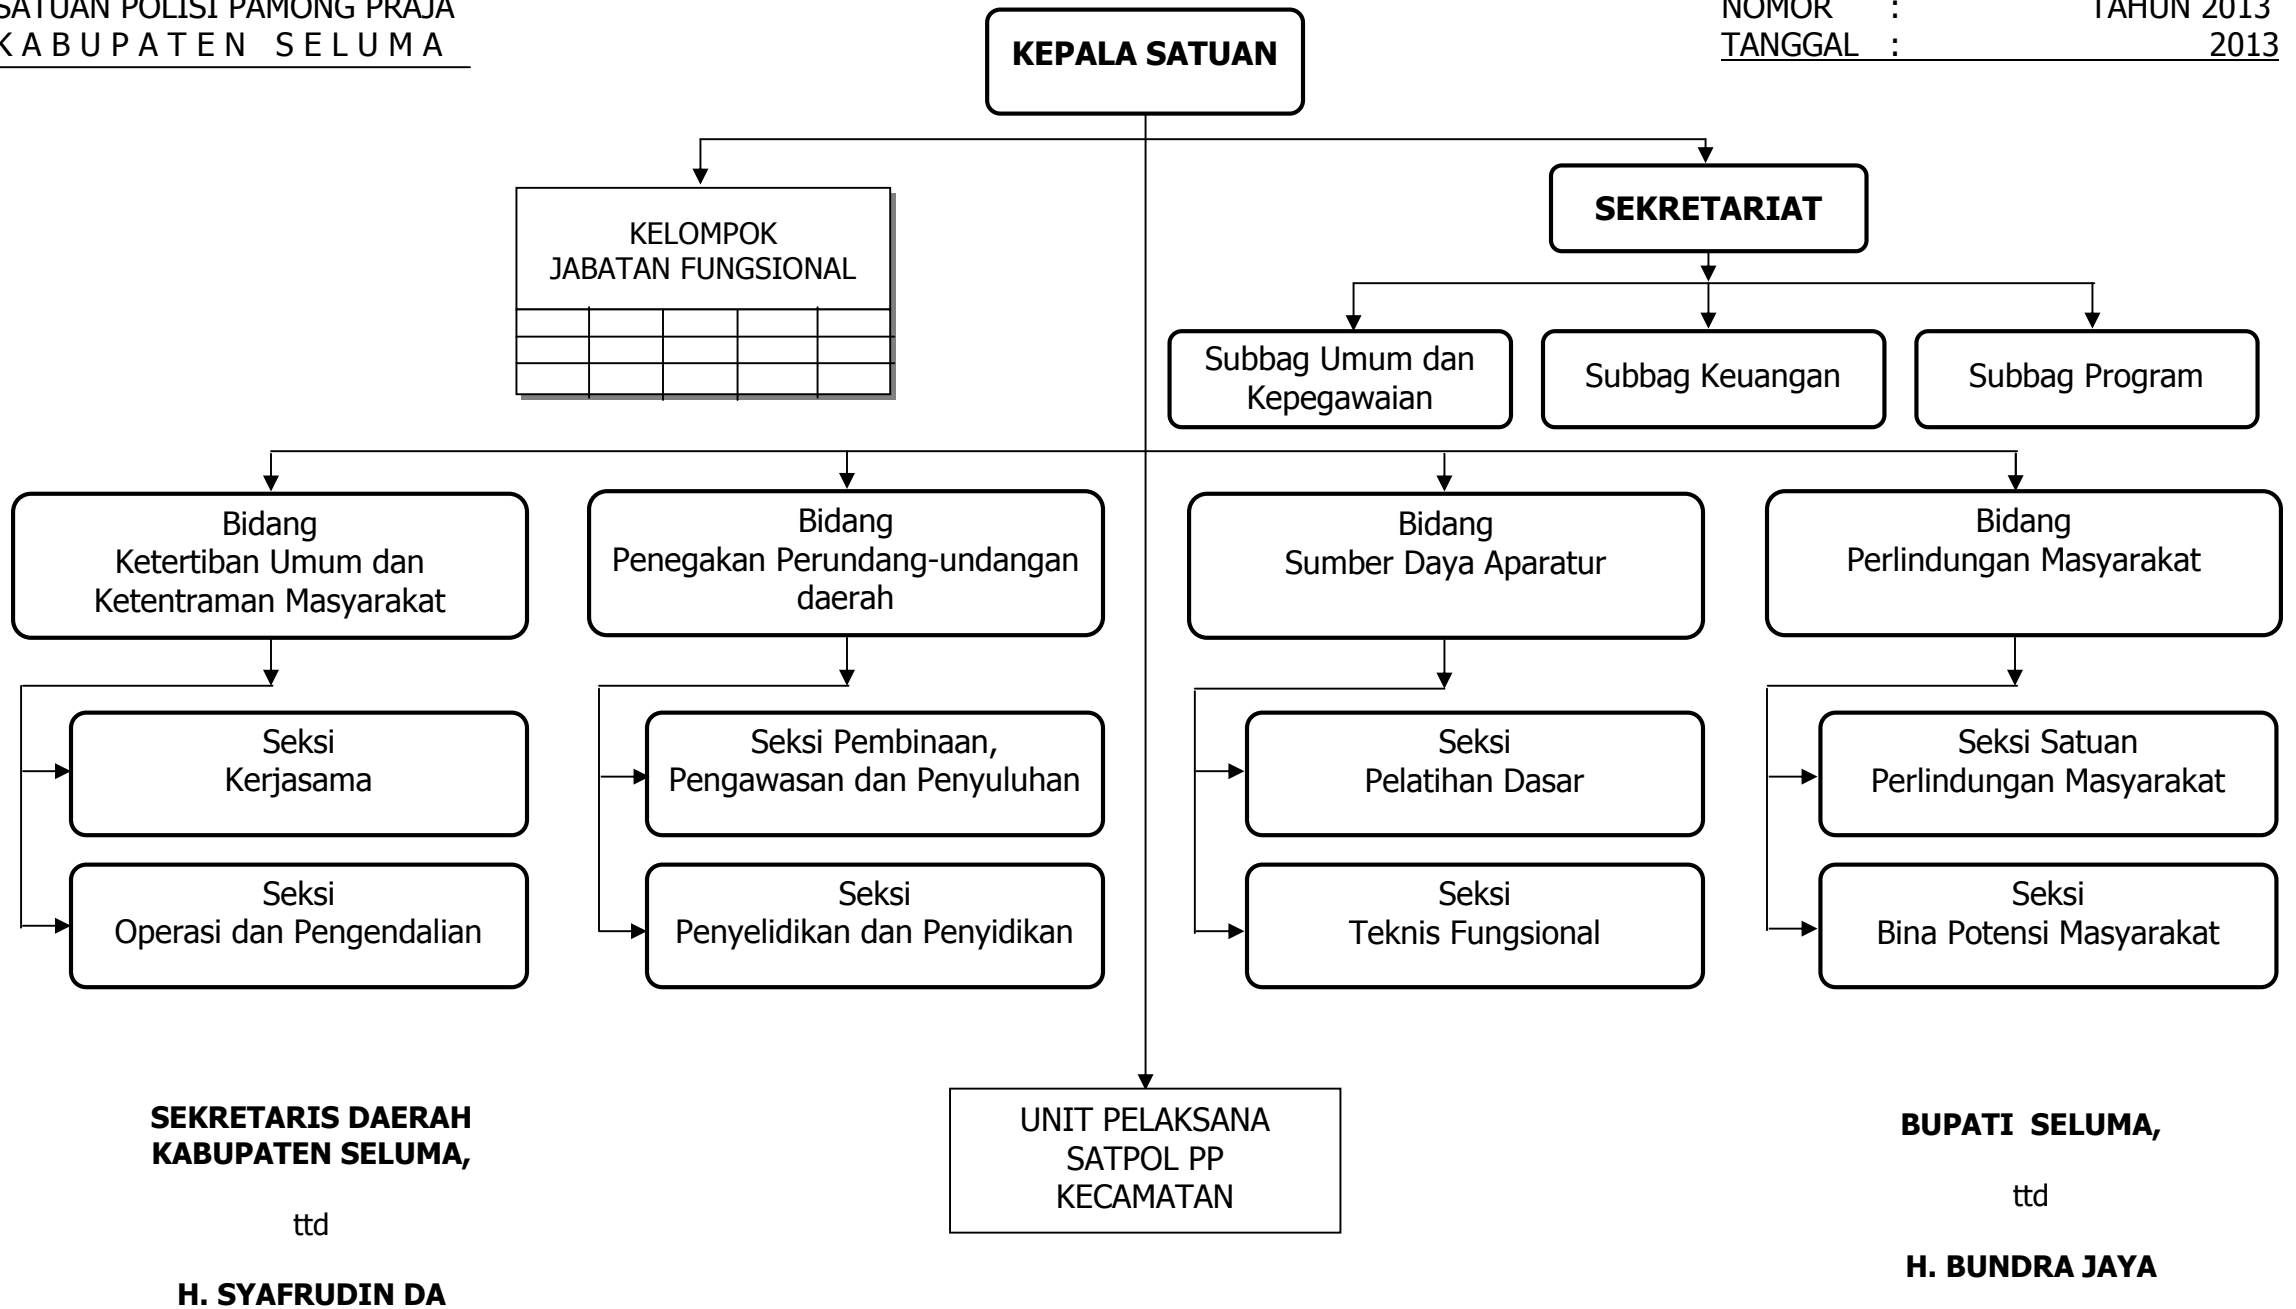 SATUAN POLISI PAMONG PRAJA
KABUPATEN SELUMA
NOMOR : TAHUN 2013
TANGGAL : 2013
KEPALA SATUAN
SEKRETARIAT
KELOMPOK
JABATAN FUNGSIONAL
Subbag Umum dan
Kepegawaian
Subbag Keuangan
Subbag Program
Bidang
Ketertiban Umum dan
Ketentraman Masyarakat
Bidang
Penegakan Perundang-undangan
daerah
Bidang
Sumber Daya Aparatur
Bidang
Perlindungan Masyarakat
Seksi
Kerjasama
Seksi Pembinaan,
Pengawasan dan Penyuluhan
Seksi
Pelatihan Dasar
Seksi Satuan
Perlindungan Masyarakat
Seksi
Operasi dan Pengendalian
Seksi
Penyelidikan dan Penyidikan
Seksi
Teknis Fungsional
Seksi
Bina Potensi Masyarakat
SEKRETARIS DAERAH
KABUPATEN SELUMA,
ttd
H. SYAFRUDIN DA
UNIT PELAKSANA
SATPOL PP
KECAMATAN
BUPATI SELUMA,
ttd
H. BUNDRA JAYA